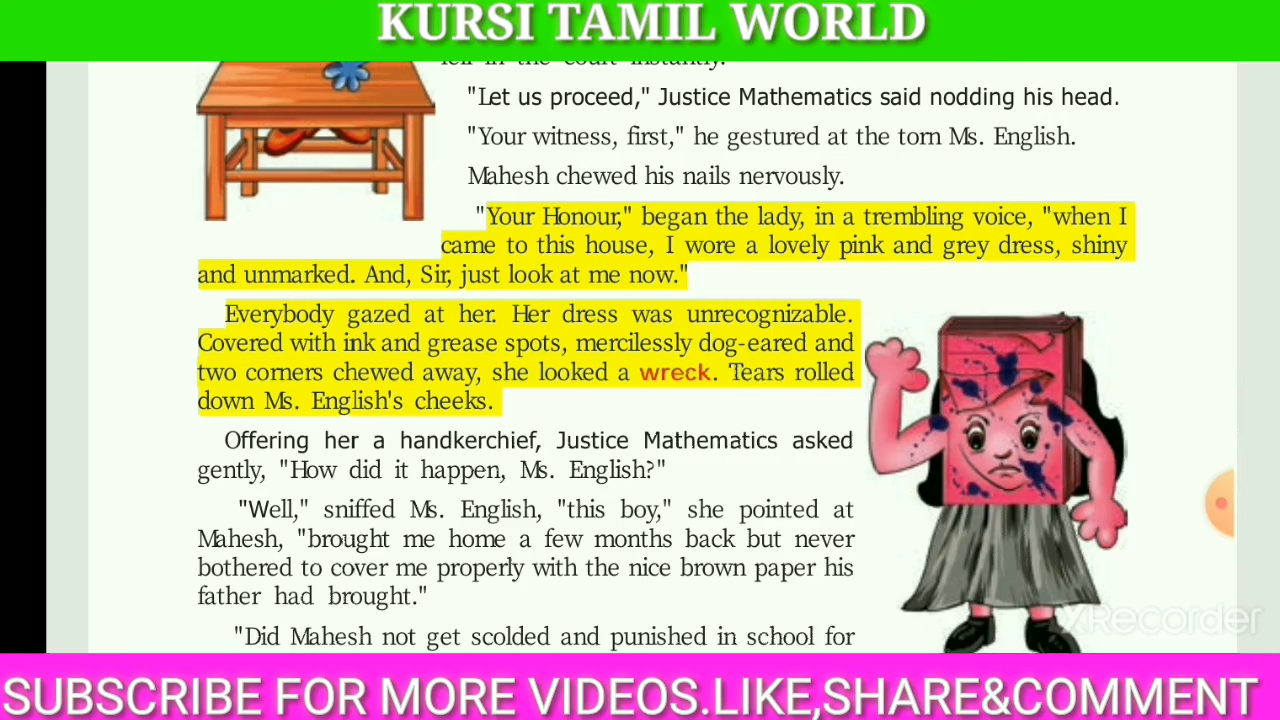 KURSI TAMIL WORLD
fell in the court instantly.
"Let us proceed," Justice Mathematics said nodding his head.
"Your witness, first," he gestured at the torn Ms. English.
Mahesh chewed his nails nervously.
"Your Honour," began the lady, in a trembling voice, "when I
came to this house, I wore a lovely pink and grey dress, shiny
and unmarked. And, Sir, just look at me now."
Everybody gazed at her. Her dress was unrecognizable.
Covered with ink and grease spots, mercilessly dog-eared and
two corners chewed away, she looked a wreck. Tears rolled
down Ms. English's cheeks.
Offering her a handkerchief, Justice Mathematics asked
gently, "How did it happen, Ms. English?"
"Well," sniffed Ms. English, "this boy," she pointed at
Mahesh, "brought me home a few months back but never
bothered to cover me properly with the nice brown paper his
father had brought."
"Did Mahesh not get scolded and punished in school for
XRecorder
SUBSCRIBE FOR MORE VIDEOS.LIKE,SHARE&COMMENT